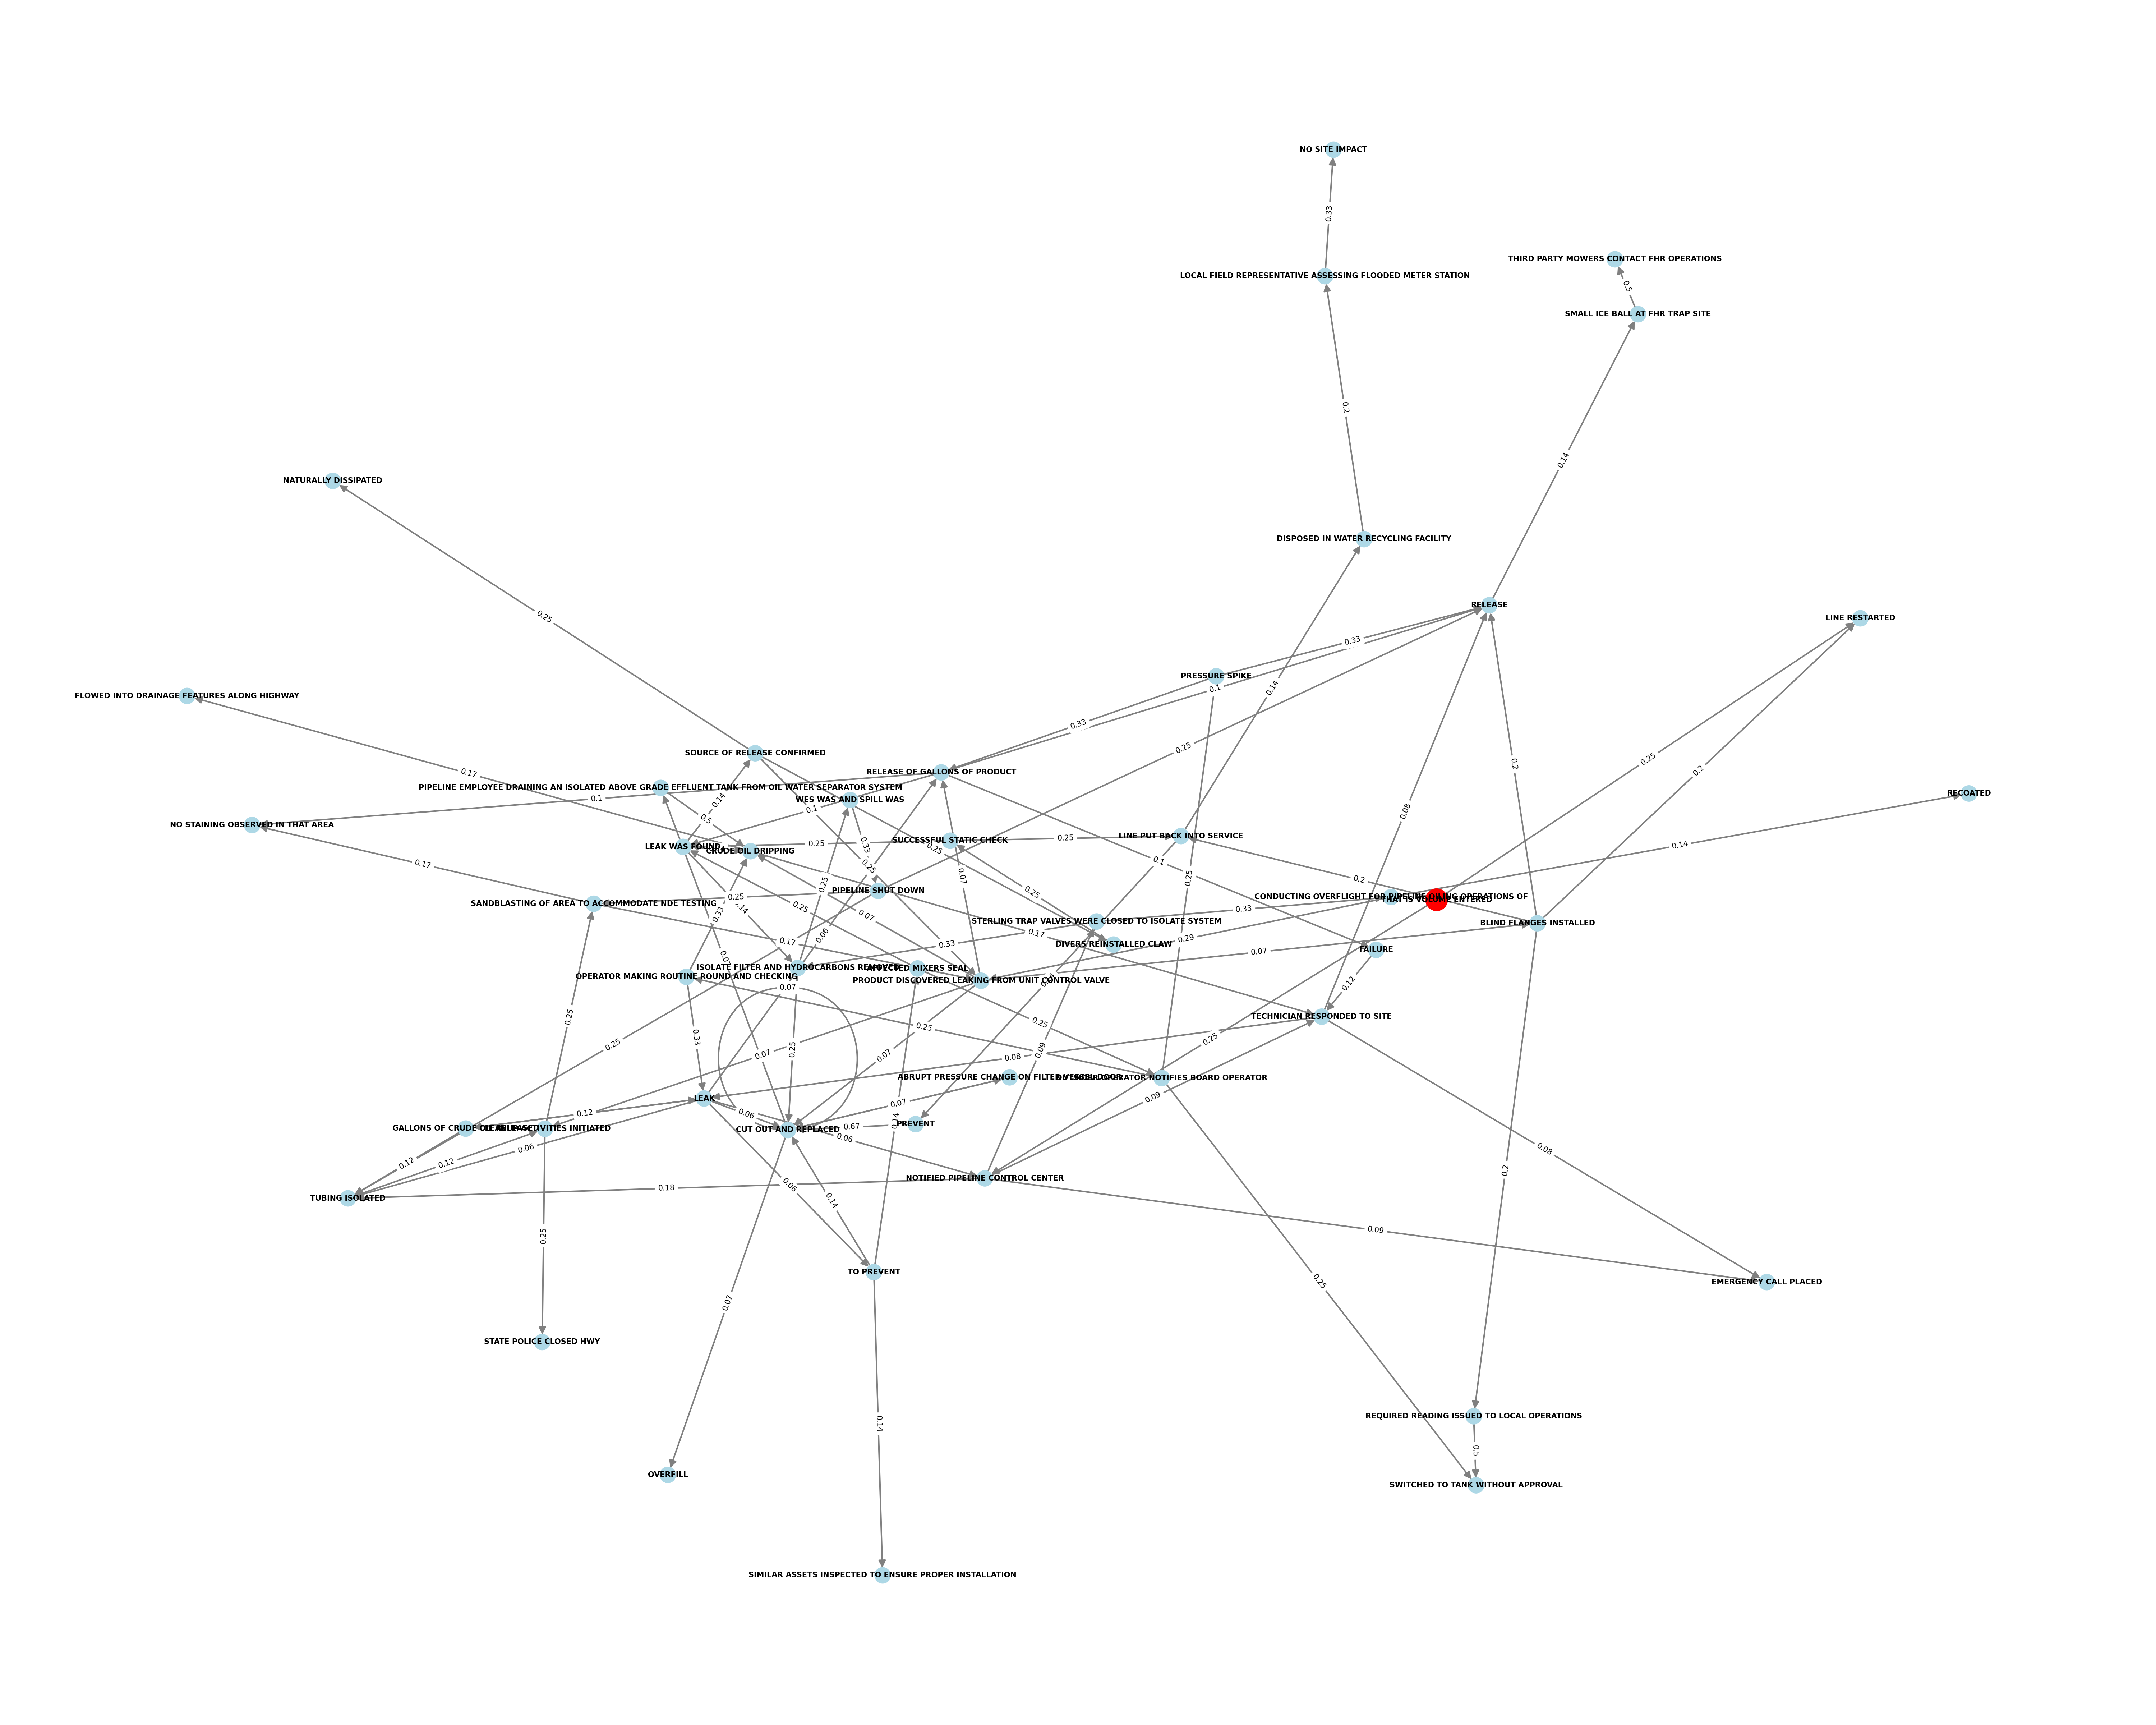 NO SITE IMPACT
0.33
THIRD PARTY MOWERS CONTACT FHR OPERATIONS
LOCAL FIELD REPRESENTATIVE ASSESSING FLOODED METER STATION
0.5
SMALL ICE BALL AT FHR TRAP SITE
0.2
0.14
NATURALLY DISSIPATED
DISPOSED IN WATER RECYCLING FACILITY
RELEASE
0.25
LINE RESTARTED
0.33
PRESSURE SPIKE
0.14
0.1
FLOWED INTO DRAINAGE FEATURES ALONG HIGHWAY
0.33
0.25
SOURCE OF RELEASE CONFIRMED
0.25
0.2
0.2
0.17
RELEASE OF GALLONS OF PRODUCT
PIPELINE EMPLOYEE DRAINING AN ISOLATED ABOVE GRADE EFFLUENT TANK FROM OIL WATER SEPARATOR SYSTEM
RECOATED
0.1
0.14
WES WAS AND SPILL WAS
0.1
0.08
0.5
NO STAINING OBSERVED IN THAT AREA
LINE PUT BACK INTO SERVICE
0.25
SUCCESSFUL STATIC CHECK
0.25
0.33
0.14
LEAK WAS FOUND
CRUDE OIL DRIPPING
0.25
0.17
0.25
0.1
0.07
0.25
0.2
0.25
PIPELINE SHUT DOWN
0.25
0.25
CONDUCTING OVERFLIGHT FOR PIPELINE OILING OPERATIONS OF
THAT IS VOLUME ENTERED
SANDBLASTING OF AREA TO ACCOMMODATE NDE TESTING
0.14
0.25
0.33
0.33
0.07
STERLING TRAP VALVES WERE CLOSED TO ISOLATE SYSTEM
BLIND FLANGES INSTALLED
0.17
0.06
0.29
0.17
0.33
DIVERS REINSTALLED CLAW
FAILURE
0.07
0.07
ISOLATE FILTER AND HYDROCARBONS REMOVED
AFFECTED MIXERS SEAL
OPERATOR MAKING ROUTINE ROUND AND CHECKING
PRODUCT DISCOVERED LEAKING FROM UNIT CONTROL VALVE
0.12
0.07
0.25
TECHNICIAN RESPONDED TO SITE
0.25
0.25
0.33
0.25
0.25
0.25
0.09
0.07
0.07
0.08
ABRUPT PRESSURE CHANGE ON FILTER VESSEL DOOR
OUTSIDE OPERATOR NOTIFIES BOARD OPERATOR
LEAK
0.09
0.07
0.12
0.06
0.14
PREVENT
0.67
GALLONS OF CRUDE OIL RELEASED
CLEANUP ACTIVITIES INITIATED
CUT OUT AND REPLACED
0.06
0.06
0.08
0.12
0.12
0.2
NOTIFIED PIPELINE CONTROL CENTER
0.18
0.06
TUBING ISOLATED
0.14
0.09
0.25
TO PREVENT
0.25
EMERGENCY CALL PLACED
0.07
STATE POLICE CLOSED HWY
REQUIRED READING ISSUED TO LOCAL OPERATIONS
0.14
0.5
OVERFILL
SWITCHED TO TANK WITHOUT APPROVAL
SIMILAR ASSETS INSPECTED TO ENSURE PROPER INSTALLATION